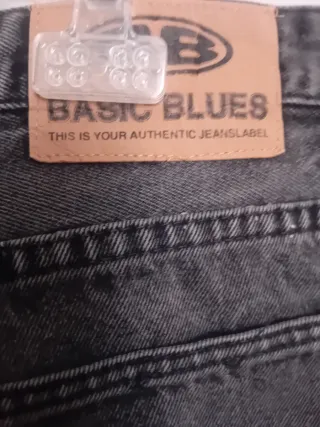 B
BASIC BLUES
THIS IS YOUR AUTHENTIC JEANSLABEL